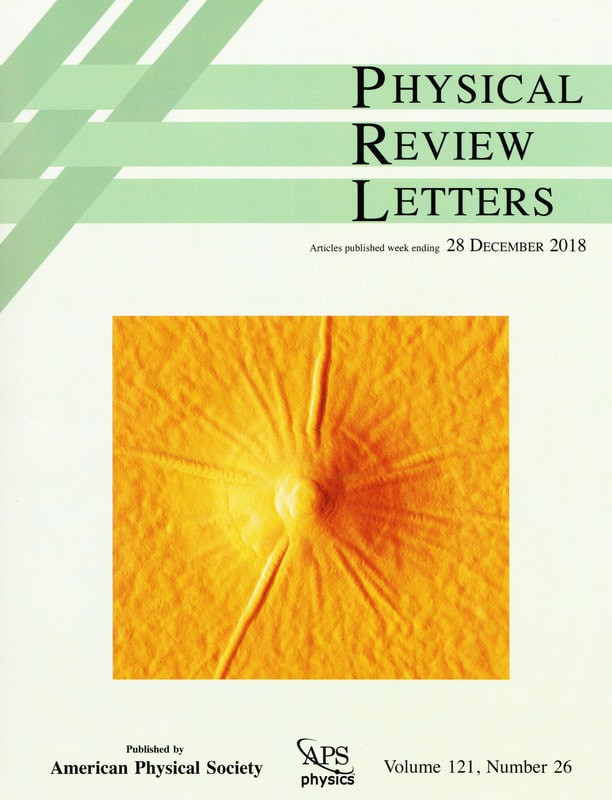 PHYSICAL
REVIEW
LETTERS
Articles published week ending 28 DECEMBER 2018
Published by
American Physical Society
APS
physics
Volume 121, Number 26